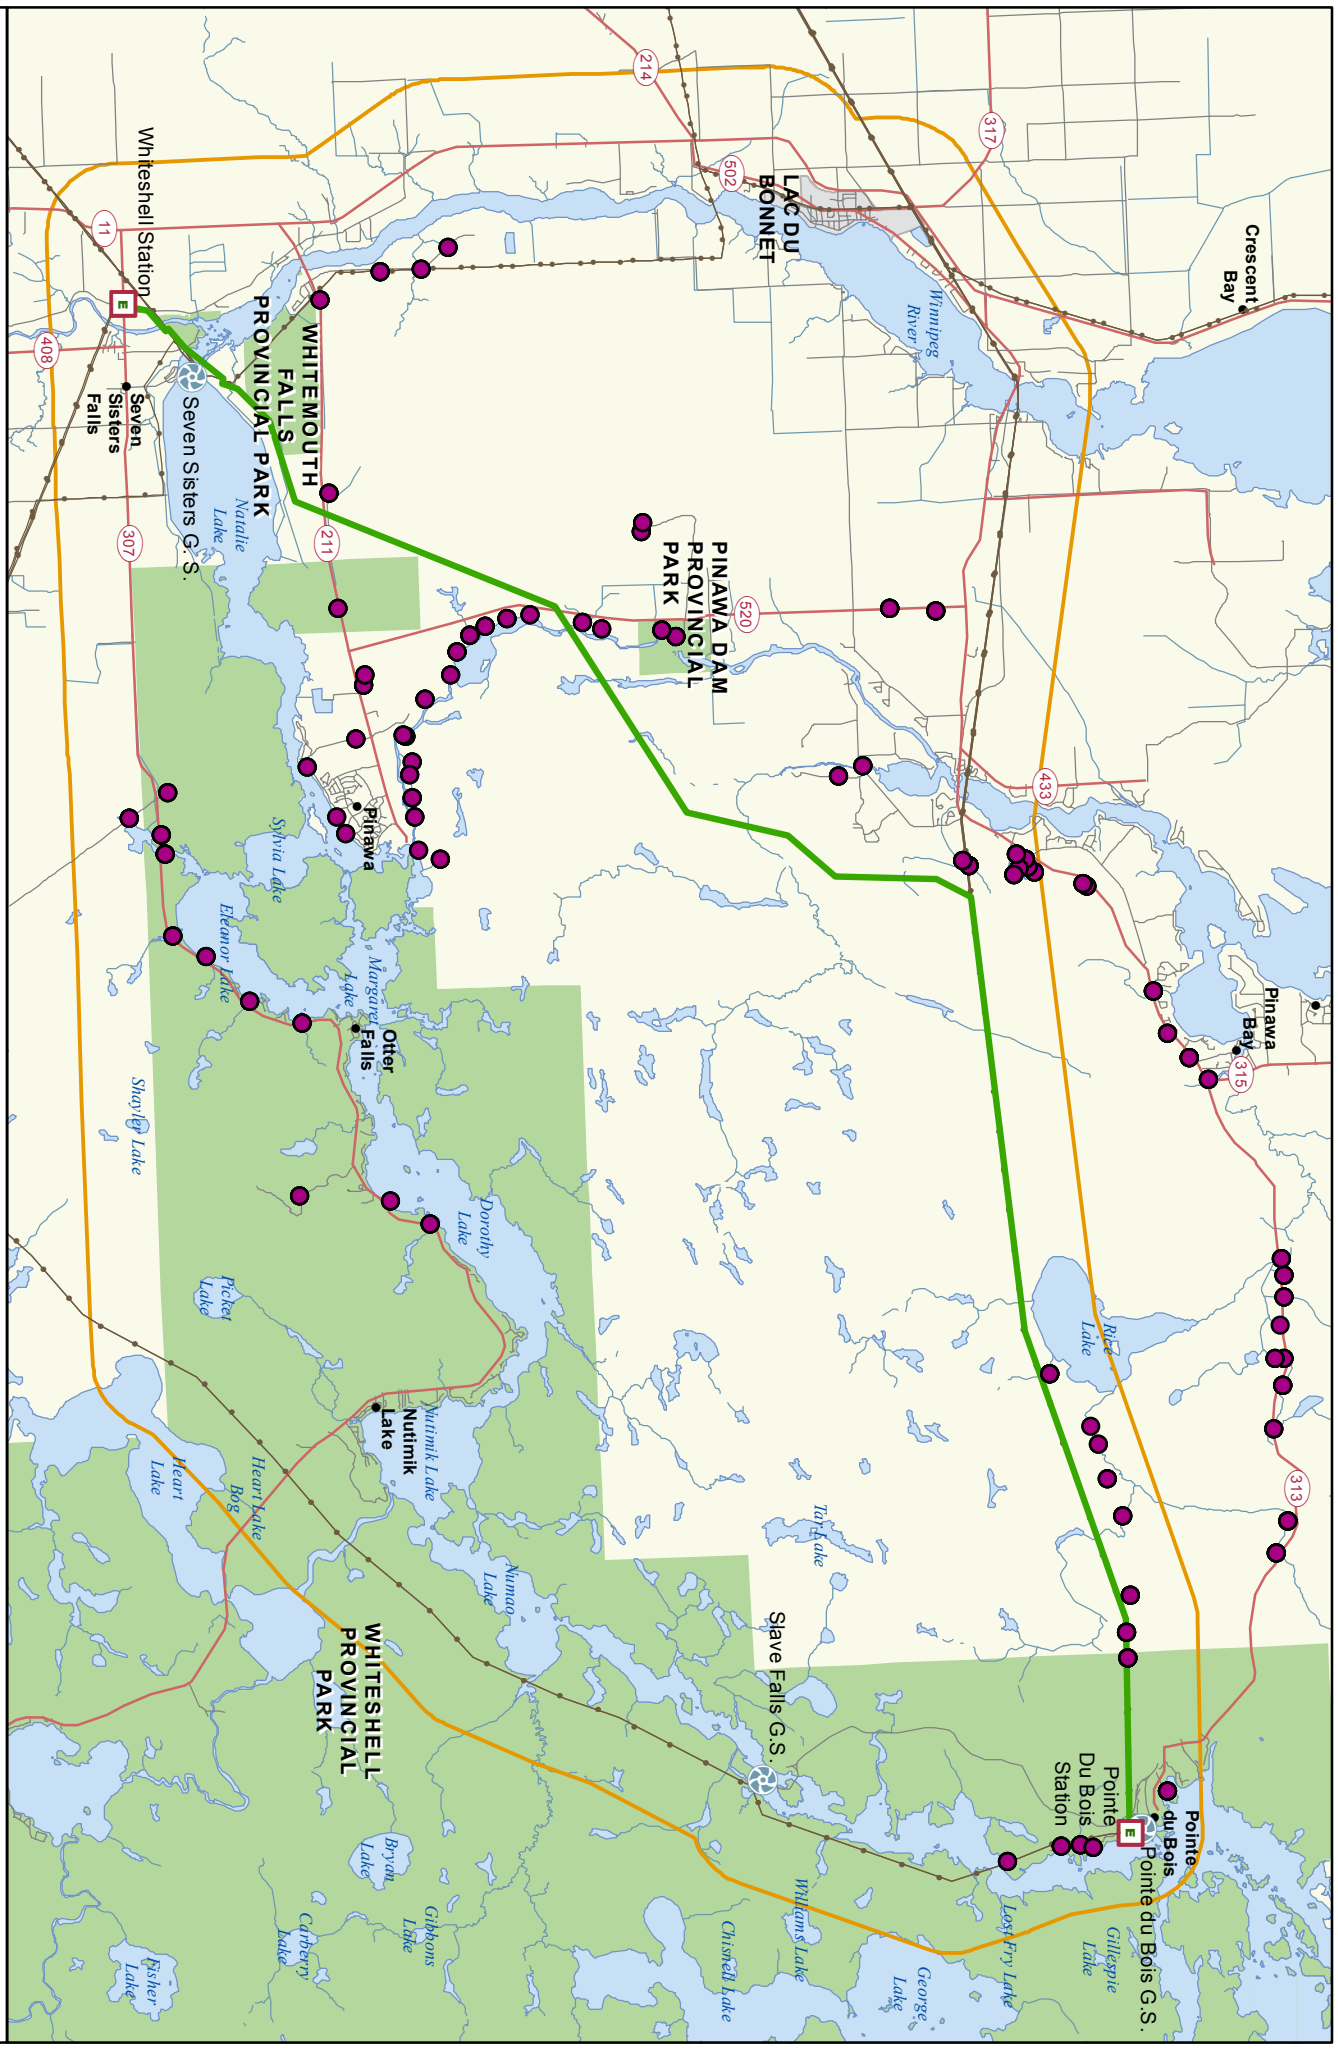 Crescent
Bay
317
214
502
LAC DU
BONNET
Winnipeg
River
Whiteshell Station
11
408
Seven
Sisters
Falls
E
WHITEMOUTH
FALLS
PROVINCIAL PARK
Seven Sisters G.S.
Natalie
Lake
307
211
PINAWA DAM
PROVINCIAL
PARK
520
433
Pinawa
Sylvia Lake
Eleanor Lake
Margaret
Lake
Otter
Falls
Pinawa
Bay
315
Shayler Lake
Dorothy
Lake
Picket
Lake
Rice
Lake
Nutimik
Lake
Nutimik Lake
Heart
Lake
Heart Lake
Bog
313
Tar Lake
Numao
Lake
WHITESHELL
PROVINCIAL
PARK
Slave Falls G.S.
Pointe
Du Bois
Station
Pointe
du Bois
E
Pointe du Bois G.S.
Bryan
Lake
Gibbons
Lake
Carberry
Lake
Fisher
Lake
Williams Lake
Chisnell Lake
Lost Fry Lake
Gillespie
Lake
George
Lake